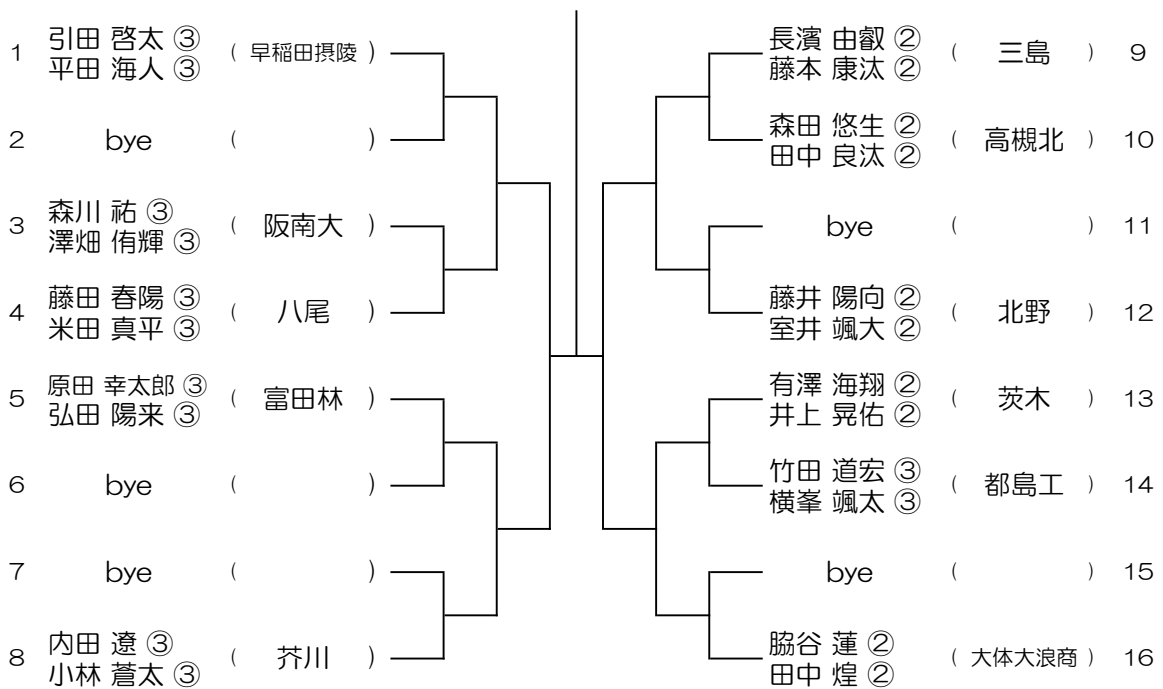 1 引田 啓太 ③ ( 早稲田摂陵 )
平田 海人 ③
2 bye ( )
3 森川 祐 ③ ( 阪南大 )
澤畑 侑輝 ③
4 藤田 春陽 ③ ( 八尾 )
米田 真平 ③
5 原田 幸太郎 ③ ( 富田林 )
弘田 陽来 ③
6 bye ( )
7 bye ( )
8 内田 遼 ③ ( 芥川 )
小林 蒼太 ③
長濱 由叡 ② ( 三島 ) 9
藤本 康汰 ②
森田 悠生 ② ( 高槻北 ) 10
田中 良汰 ②
bye ( ) 11
藤井 陽向 ② ( 北野 ) 12
室井 颯大 ②
有澤 海翔 ② ( 茨木 ) 13
井上 晃佑 ②
竹田 道宏 ③ ( 都島工 ) 14
横峯 颯太 ③
bye ( ) 15
脇谷 蓮 ② ( 大体大浪商 ) 16
田中 煌 ②